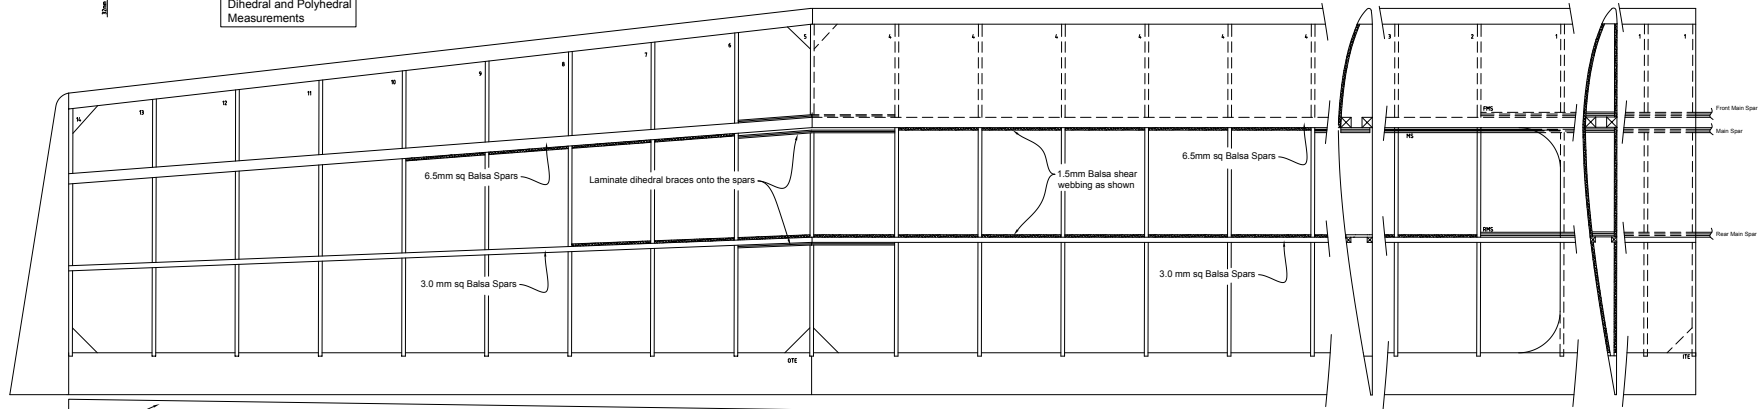 32mm
Dihedral and Polyhedral
Measurements
14
13
12
11
10
9
8
7
6
5
4
4
4
4
4
4
3
2
1
1
1
FMS
Front Main Spar
MS
Main Spar
6.5mm sq Balsa Spars
Laminate dihedral braces onto the spars
1.5mm Balsa shear
webbing as shown
6.5mm sq Balsa Spars
RMS
Rear Main Spar
3.0 mm sq Balsa Spars
3.0 mm sq Balsa Spars
OTE
ITE